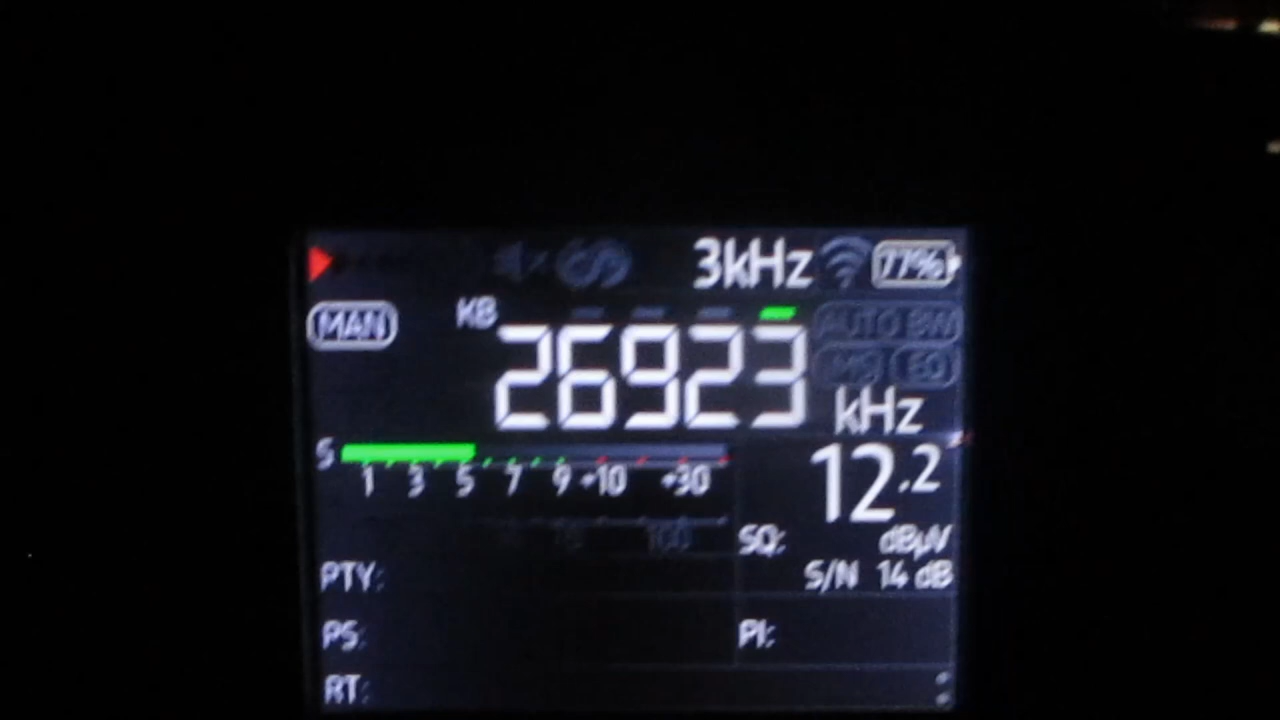 3kHz 77%
MAN KB AUTO BW
26923 kHz
MS EQ
S 1 3 5 7 9 +10 +30
12.2 dBµV
100
SQ:
S/N 14 dB
PTY:
PS: PI:
RT: